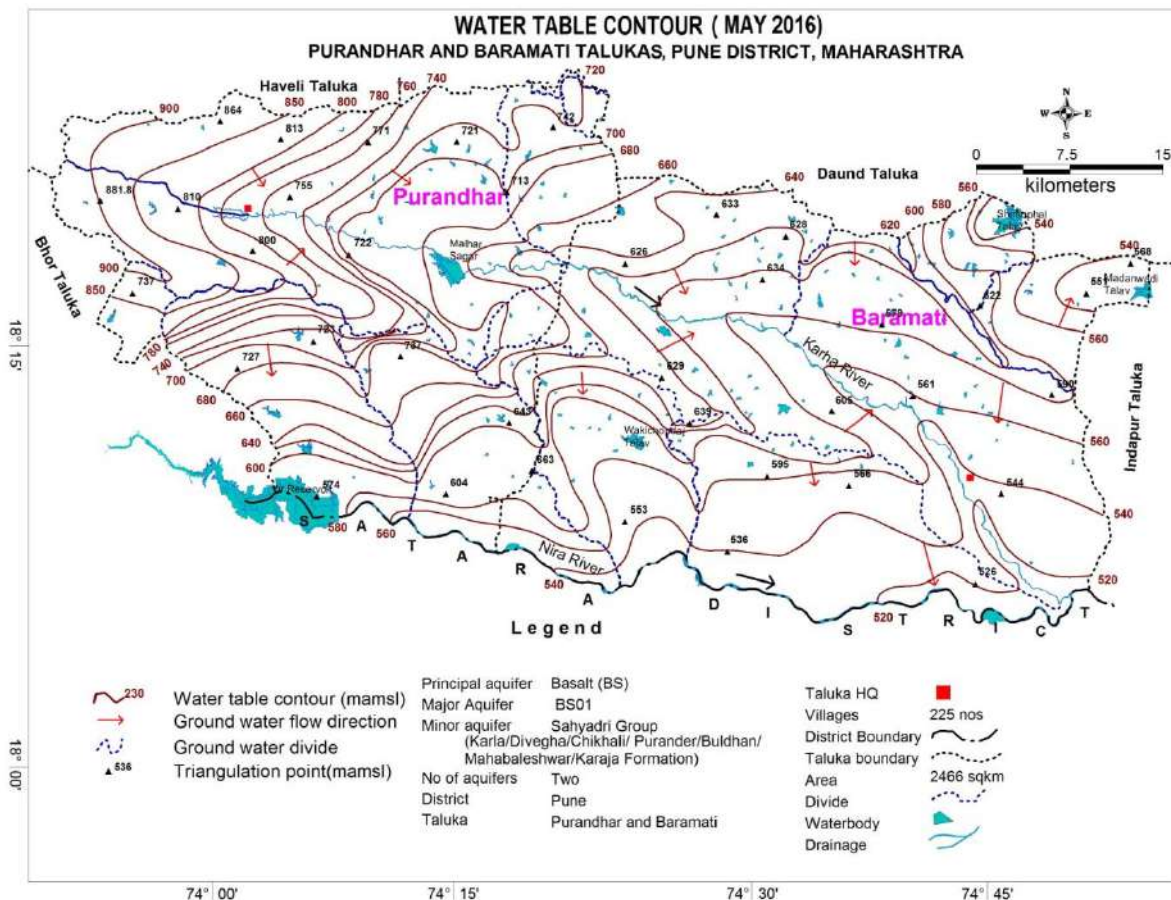 WATER TABLE CONTOUR ( MAY 2016)
PURANDHAR AND BARAMATI TALUKAS, PUNE DISTRICT, MAHARASHTRA
720
740
760
780
800
850
900
Haveli Taluka
864
813
771
721
742
700
680
660
640
N
W E
S
0 7.5 15
kilometers
Daund Taluka
560
580
600
620
540
881.8
810
755
713
Purandhar
633
628
800
722
Malhar
Sagar
626
634
622
540
568
551
Madanwadi
Talav
Bhor Taluka
900
850
737
Baramati
560
18° 15'
780
740
700
680
660
640
600
727
737
629
Karha River
561
605
590
643
639
Indapur Taluka
560
663
595
566
574
604
544
580
560
553
536
540
540
Nira River
526
520
520
S A T A R A D I S T R I C T
Legend
230 Water table contour (mamsl)
Ground water flow direction
Ground water divide
536 Triangulation point(mamsl)
Principal aquifer Basalt (BS)
Major Aquifer BS01
Minor aquifer Sahyadri Group
(Karla/Divegha/Chikhali/ Purander/Buldhan/
Mahabaleshwar/Karaja Formation)
No of aquifers Two
District Pune
Taluka Purandhar and Baramati
Taluka HQ
Villages 225 nos
District Boundary
Taluka boundary
Area 2466 sqkm
Divide
Waterbody
Drainage
18° 00'
74° 00' 74° 15' 74° 30' 74° 45'